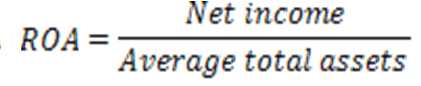 Net income
ROA =
Average total assets